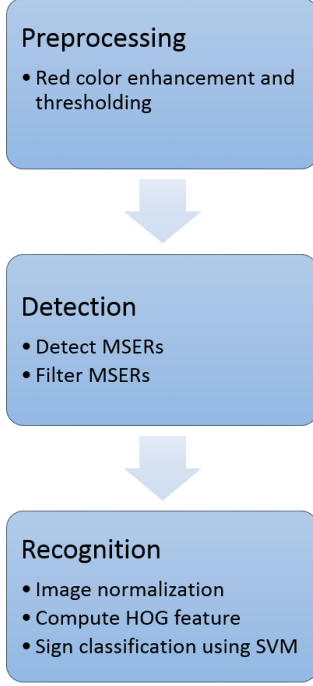 Preprocessing
• Red color enhancement and
thresholding
Detection
• Detect MSERs
• Filter MSERs
Recognition
• Image normalization
• Compute HOG feature
• Sign classification using SVM